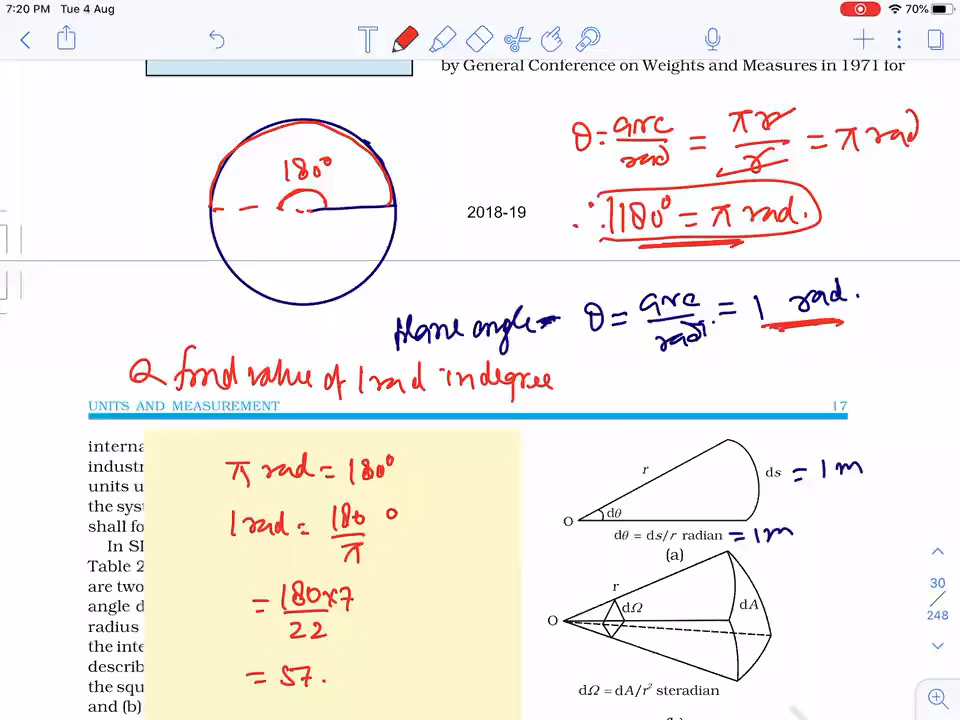 7:20 PM Tue 4 Aug
70%
T
by General Conference on Weights and Measures in 1971 for
180°
θ = arc/rad = πr/r = π rad
2018-19
∴ 180° = π rad.
Plane angle - θ = arc/rad. = 1 rad.
Q find value of 1 rad in degree
UNITS AND MEASUREMENT 17
interna
industr
units u
the sys
shall fo
In SI
Table 2
are two
angle d
radius
the inte
describ
the squ
and (b)
π rad = 180°
1 rad = 180/π °
= 180×7/22
= 57.
r
ds = 1 m
O
dθ
dθ = ds/r radian = 1m
(a)
r
dΩ
dA
O
dΩ = dA/r² steradian
30
/
248